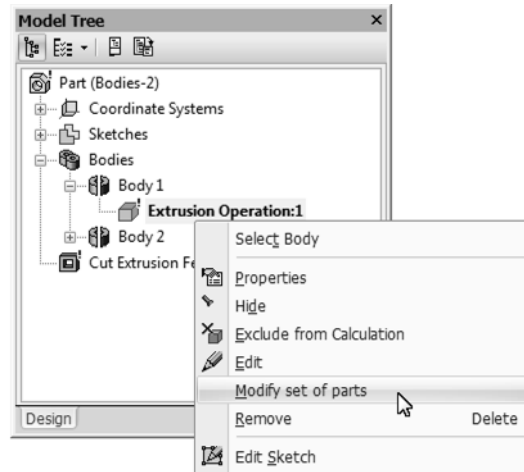 Model Tree
Part (Bodies-2)
Coordinate Systems
Sketches
Bodies
Body 1
Extrusion Operation:1
Body 2
Cut Extrusion Fe
Select Body
Properties
Hide
Exclude from Calculation
Edit
Modify set of parts
Remove Delete
Edit Sketch
Design